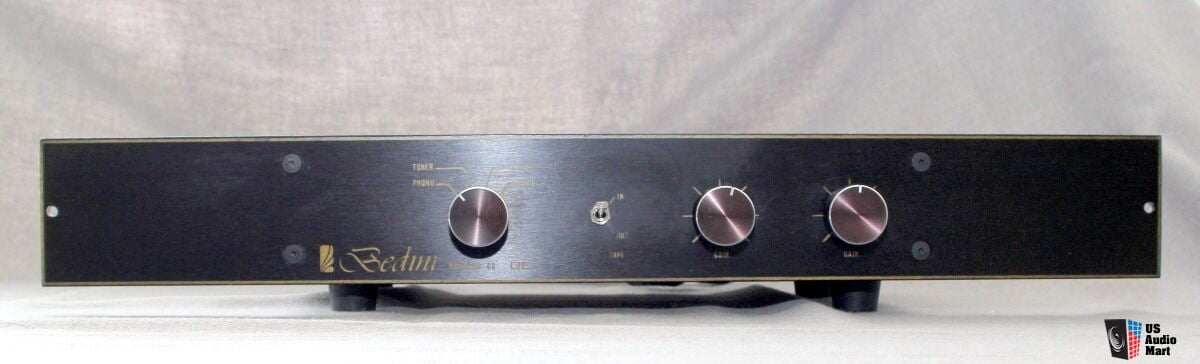 TUNER
PHONO
IN
OUT
TAPE
GAIN
GAIN
Bedini
US
Audio
Mart